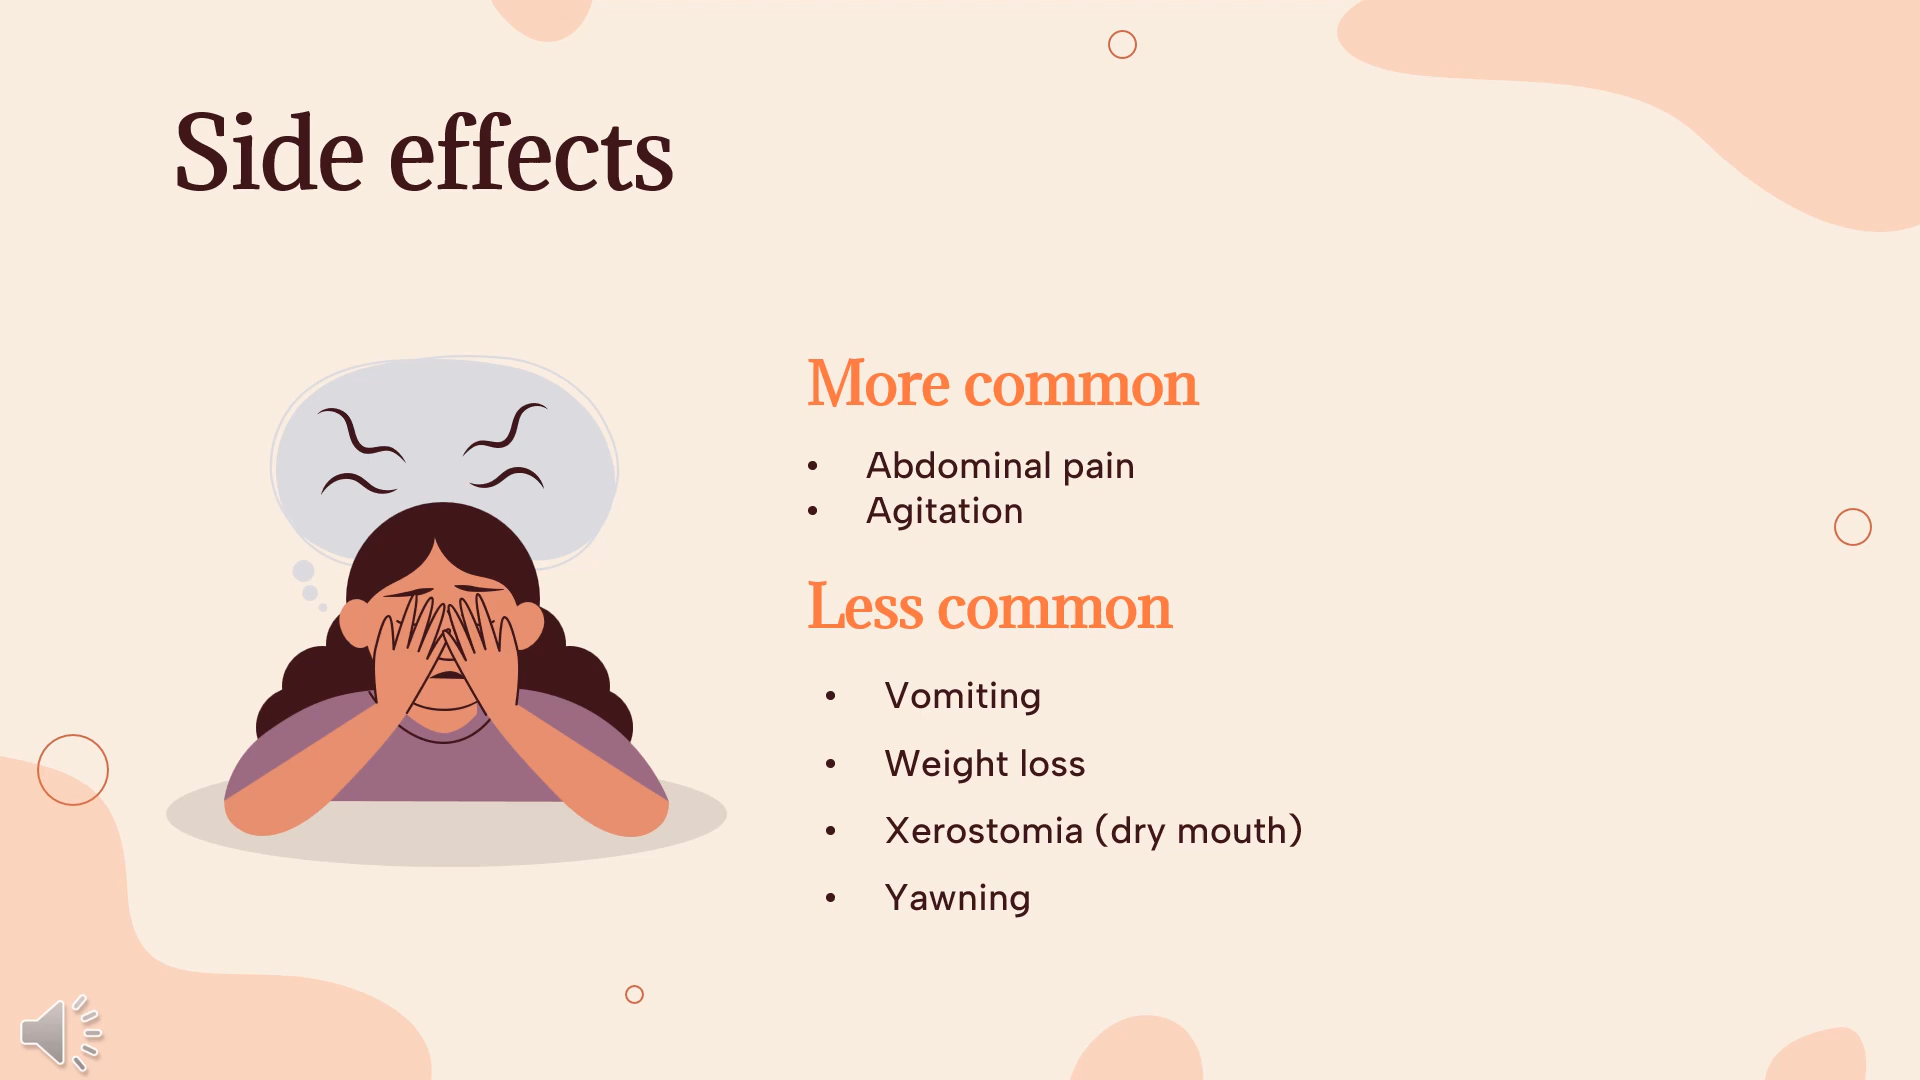 Side effects
More common
• Abdominal pain
• Agitation
Less common
• Vomiting
• Weight loss
• Xerostomia (dry mouth)
• Yawning